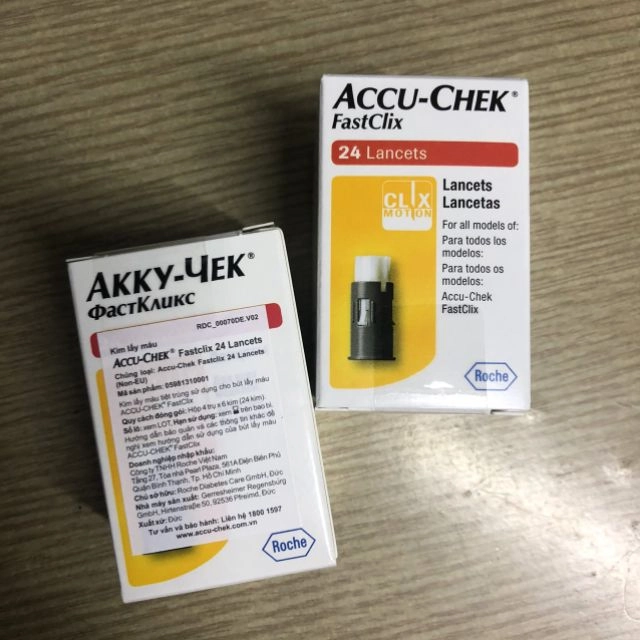 ACCU-CHEK®
FastClix
24 Lancets
CLIX
MOTION
Lancets
Lancetas
For all models of:
Para todos los
modelos:
Para todos os
modelos:
Accu-Chek
FastClix
Roche
АККУ-ЧЕК®
ФастКликс
RDC_00070DE.V02
Kim lấy máu
ACCU-CHEK® Fastclix 24 Lancets
Chủng loại: Accu-Chek Fastclix 24 Lancets
(Non-EU)
Mã sản phẩm: 05981310001
Kim lấy máu tiệt trùng sử dụng cho bút lấy máu
ACCU-CHEK® FastClix
Quy cách đóng gói: Hộp 4 trụ x 6 kim (24 kim)
Số lô: xem LOT. Hạn sử dụng: xem trên bao bì.
Hướng dẫn bảo quản và các thông tin khác đề
nghị xem hướng dẫn sử dụng của bút lấy máu
ACCU-CHEK® FastClix
Doanh nghiệp nhập khẩu:
Công ty TNHH Roche Việt Nam
Tầng 27, Tòa nhà Pearl Plaza, 561A Điện Biên Phủ
Quận Bình Thạnh, Tp. Hồ Chí Minh
Chủ sở hữu: Roche Diabetes Care GmbH, Đức
Nhà máy sản xuất: Gerresheimer Regensburg
GmbH, Hirtenstraße 50, 92536 Pfreimd, Đức
Xuất xứ: Đức
Tư vấn và bảo hành: Liên hệ 1800 1597
www.accu-chek.com.vn
Roche